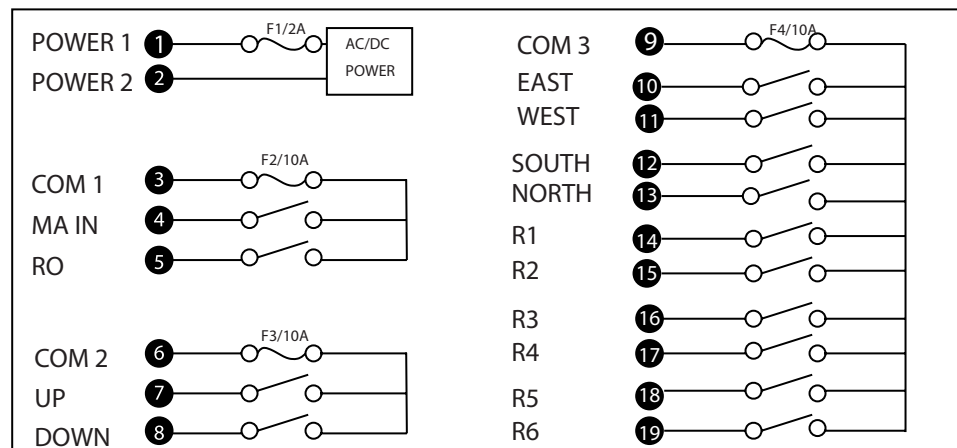 POWER 1 1 F1/2A AC/DC
POWER 2 2 POWER
COM 1 3 F2/10A
MA IN 4
RO 5
COM 2 6 F3/10A
UP 7
DOWN 8
COM 3 9 F4/10A
EAST 10
WEST 11
SOUTH 12
NORTH 13
R1 14
R2 15
R3 16
R4 17
R5 18
R6 19